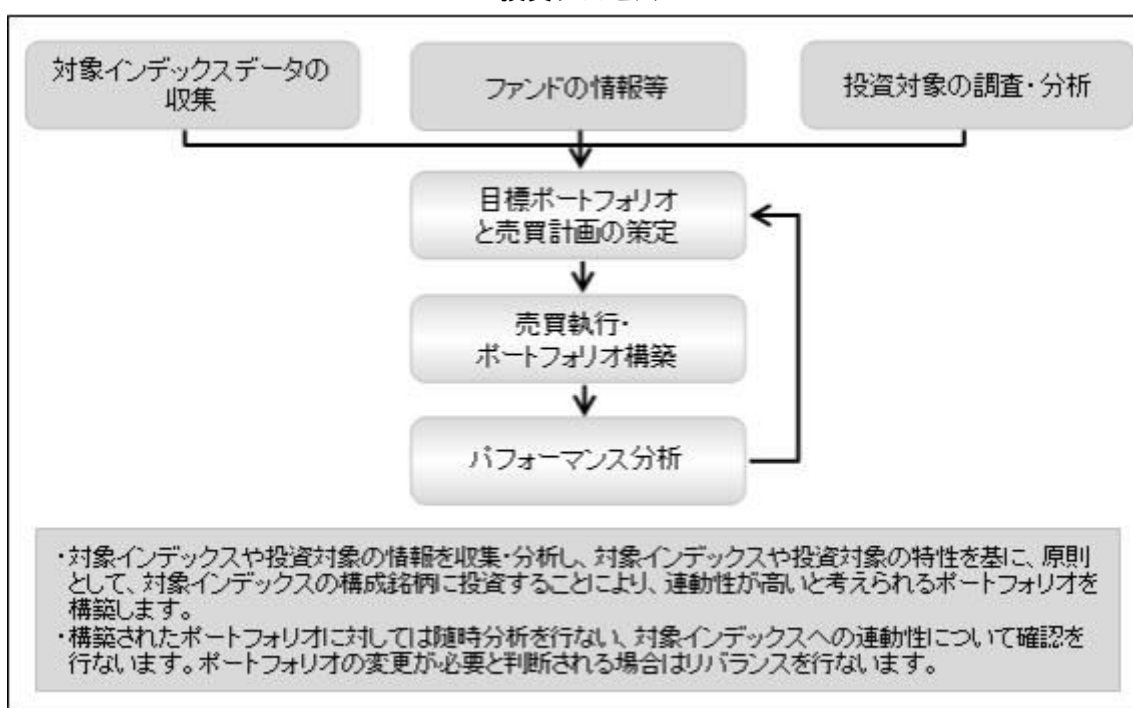 対象インデックスデータの
収集
ファンドの情報等
投資対象の調査・分析
目標ポートフォリオ
と売買計画の策定
売買執行・
ポートフォリオ構築
パフォーマンス分析
・対象インデックスや投資対象の情報を収集・分析し、対象インデックスや投資対象の特性を基に、原則
として、対象インデックスの構成銘柄に投資することにより、連動性が高いと考えられるポートフォリオを
構築します。
・構築されたポートフォリオに対しては随時分析を行ない、対象インデックスへの連動性について確認を
行ないます。ポートフォリオの変更が必要と判断される場合はリバランスを行ないます。